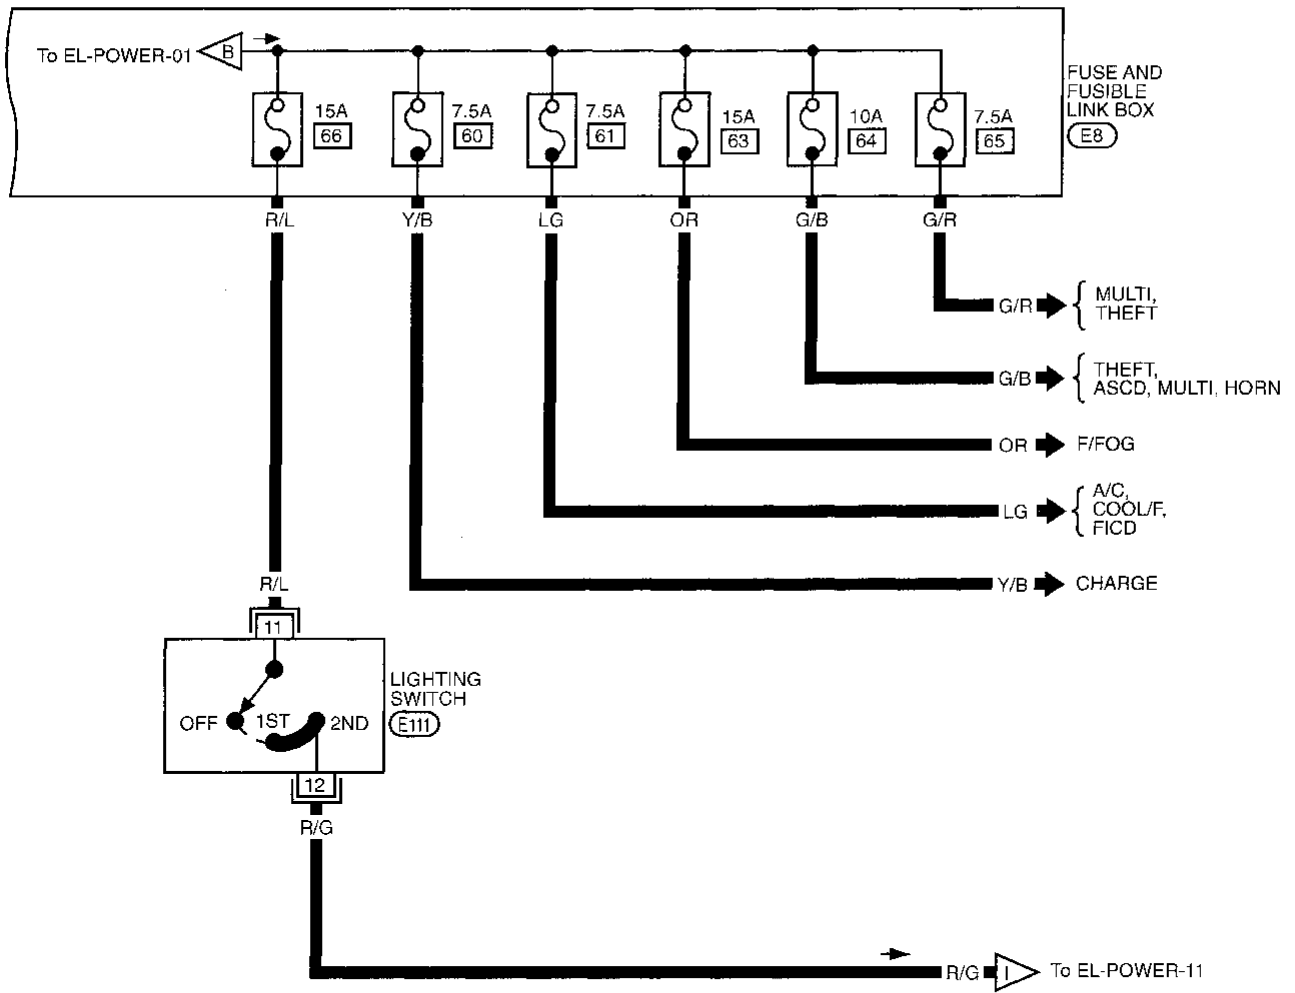 To EL-POWER-01
B
15A
66
7.5A
60
7.5A
61
15A
63
10A
64
7.5A
65
FUSE AND
FUSIBLE
LINK BOX
E8
R/L
Y/B
LG
OR
G/B
G/R
G/R
MULTI,
THEFT
G/B
THEFT,
ASCD, MULTI, HORN
OR
F/FOG
LG
A/C,
COOL/F,
FICD
R/L
Y/B
CHARGE
11
LIGHTING
SWITCH
E111
OFF
1ST
2ND
12
R/G
R/G
I
To EL-POWER-11